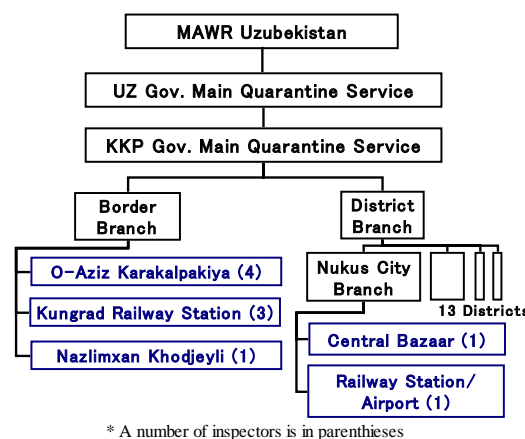 MAWR Uzubekistan
UZ Gov. Main Quarantine Service
KKP Gov. Main Quarantine Service
Border
Branch
O-Aziz Karakalpakiya (4)
Kungrad Railway Station (3)
Nazlimxan Khodjeyli (1)
District
Branch
Nukus City
Branch
13 Districts
Central Bazaar (1)
Railway Station/
Airport (1)
* A number of inspectors is in parenthieses